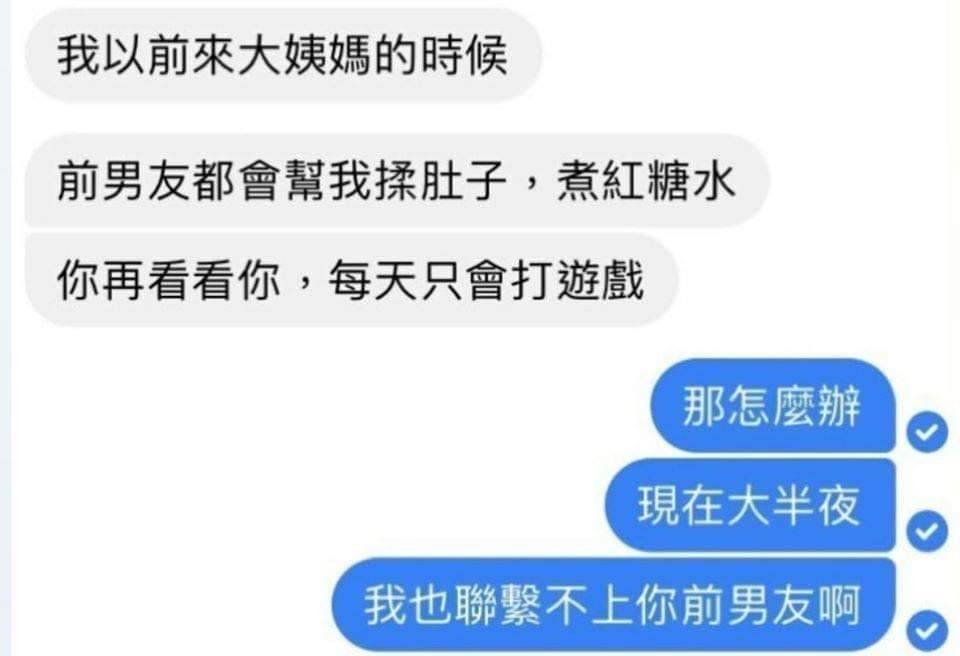 我以前來大姨媽的時候
前男友都會幫我揉肚子，煮紅糖水
你再看看你，每天只會打遊戲
那怎麼辦
現在大半夜
我也聯繫不上你前男友啊